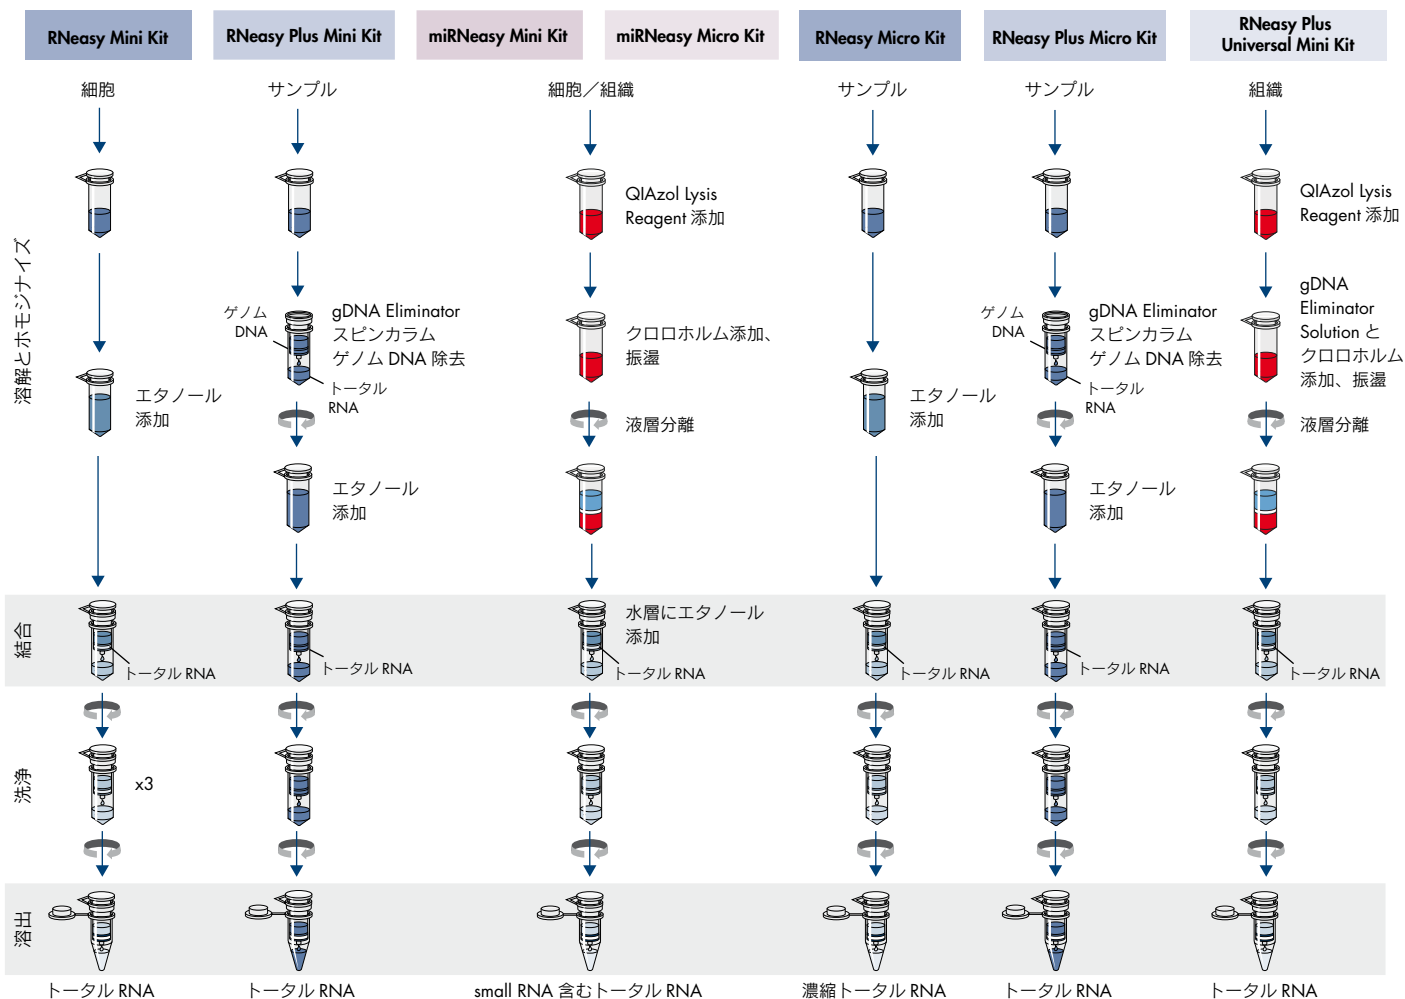 RNeasy Mini Kit
RNeasy Plus Mini Kit
miRNeasy Mini Kit
miRNeasy Micro Kit
RNeasy Micro Kit
RNeasy Plus Micro Kit
RNeasy Plus
Universal Mini Kit
細胞
サンプル
細胞／組織
サンプル
サンプル
組織
溶解とホモジナイズ
QIAzol Lysis
Reagent 添加
QIAzol Lysis
Reagent 添加
エタノール
添加
ゲノム
DNA
gDNA Eliminator
スピンカラム
ゲノム DNA 除去
トータル
RNA
エタノール
添加
クロロホルム添加、
振盪
液層分離
エタノール
添加
ゲノム
DNA
gDNA Eliminator
スピンカラム
ゲノム DNA 除去
トータル
RNA
エタノール
添加
gDNA
Eliminator
Solution と
クロロホルム
添加、振盪
液層分離
結合
トータル RNA
トータル RNA
水層にエタノール
添加
トータル RNA
トータル RNA
トータル RNA
トータル RNA
洗浄
x3
溶出
トータル RNA
トータル RNA
small RNA 含むトータル RNA
濃縮トータル RNA
トータル RNA
トータル RNA